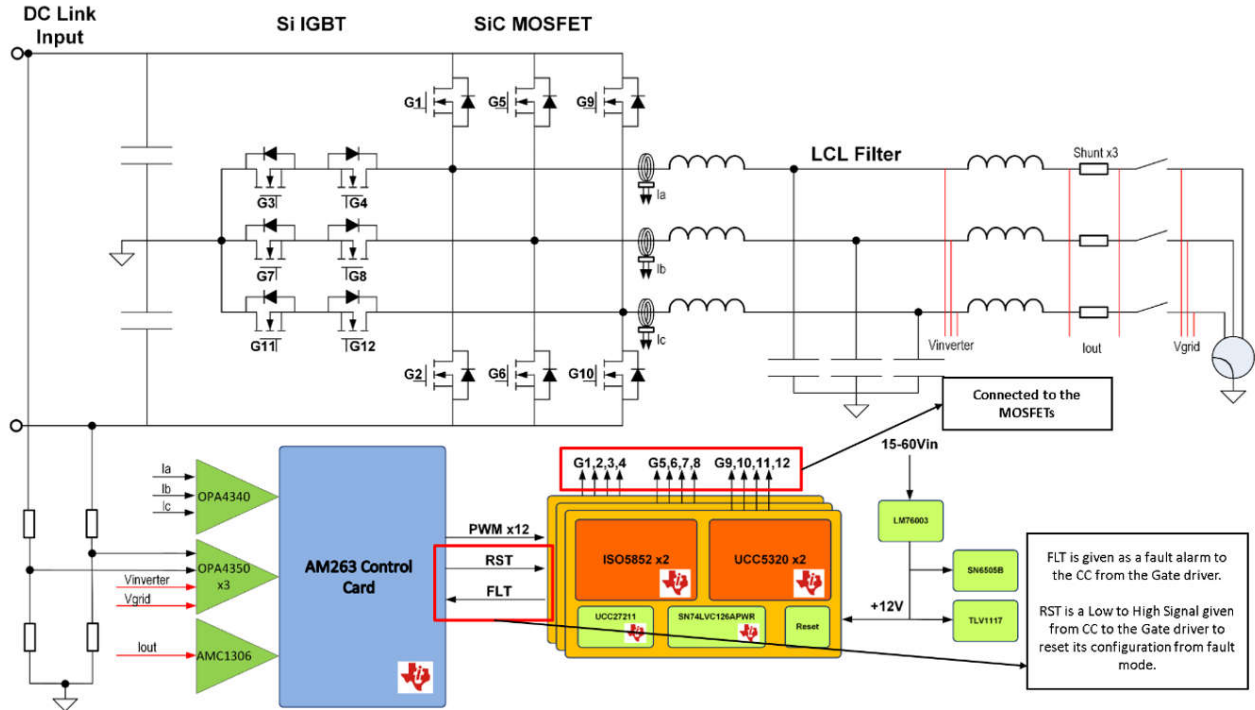 DC Link
Input
Si IGBT
SiC MOSFET
G1
G5
G9
G3
G4
G7
G8
G11
G12
Ia
Ib
Ic
LCL Filter
Shunt x3
G2
G6
G10
Vinverter
Iout
Vgrid
Connected to the
MOSFETs
Ia
Ib
Ic
OPA4340
OPA4350
x3
Vinverter
Vgrid
Iout
AMC1306
AM263 Control
Card
PWM x12
RST
FLT
G1,2,3,4
G5,6,7,8
G9,10,11,12
ISO5852 x2
UCC5320 x2
UCC27211
SN74LVC126APWR
Reset
15-60Vin
LM76003
+12V
SN6505B
TLV1117
FLT is given as a fault alarm to
the CC from the Gate driver.
RST is a Low to High Signal given
from CC to the Gate driver to
reset its configuration from fault
mode.